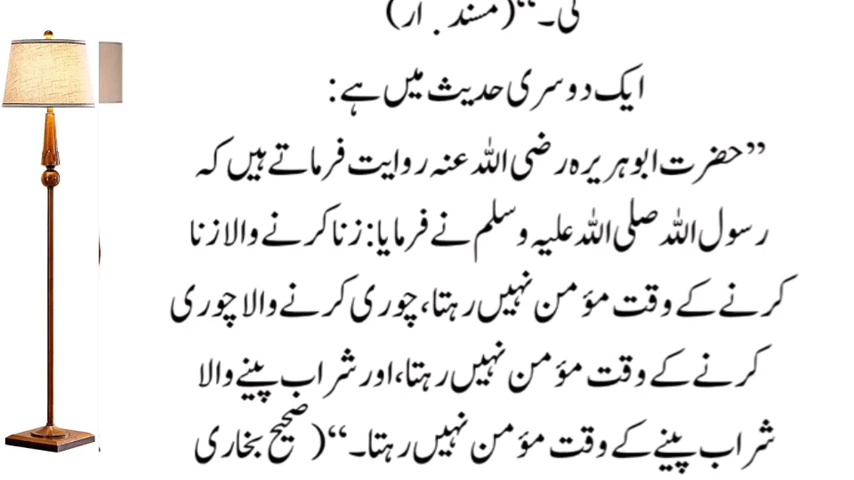 کی۔“ (مسند
ایک دوسری حدیث میں ہے:
”حضرت ابوہریرہ رضی اللہ عنہ روایت فرماتے ہیں کہ
رسول اللہ صلی اللہ علیہ وسلم نے فرمایا: زنا کرنے والا زنا
کرنے کے وقت مؤمن نہیں رہتا، چوری کرنے والا چوری
کرنے کے وقت مؤمن نہیں رہتا، اور شراب پینے والا
شراب پینے کے وقت مؤمن نہیں رہتا۔“ (صحیح بخاری